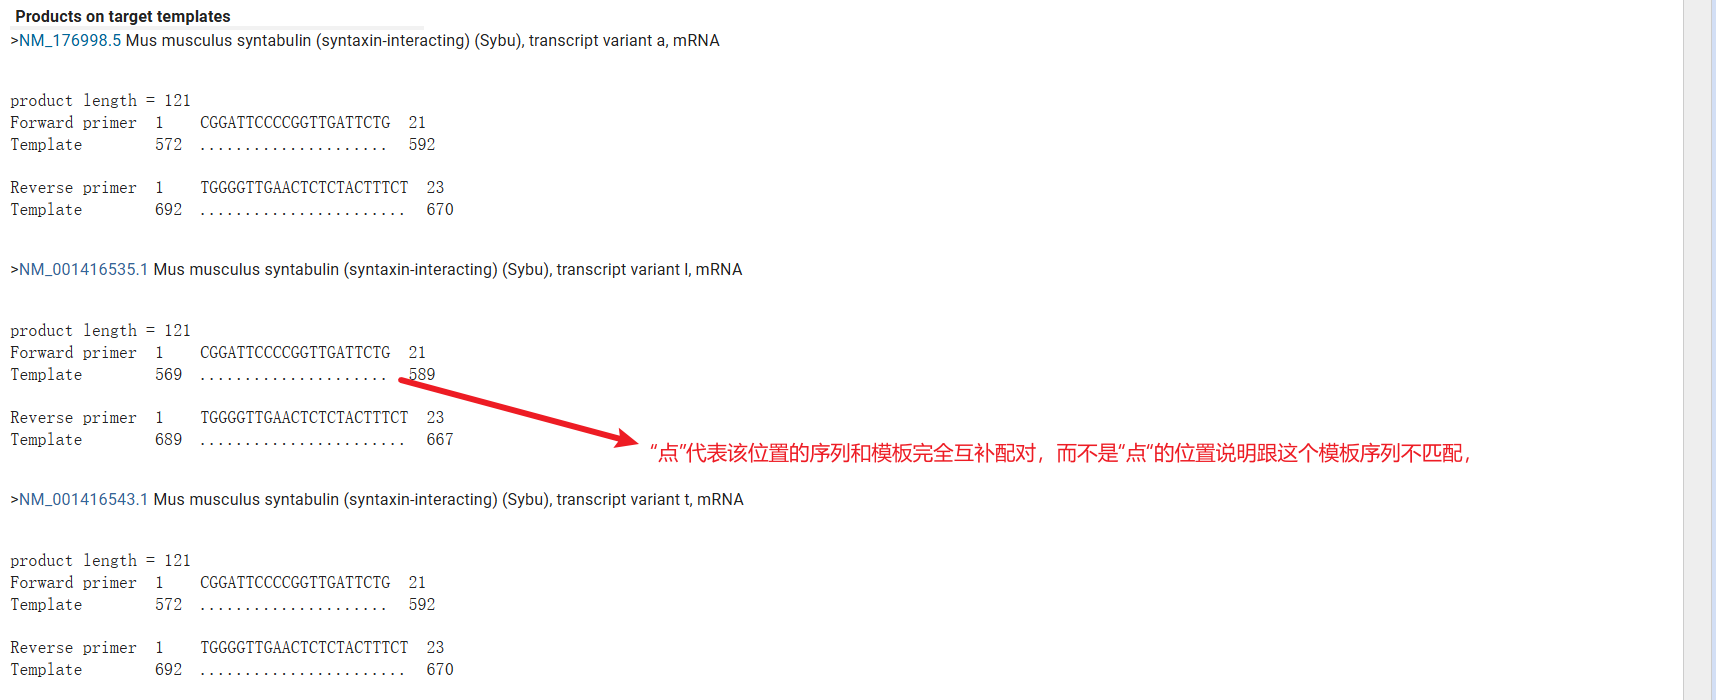 Products on target templates
>NM_176998.5 Mus musculus syntabulin (syntaxin-interacting) (Sybu), transcript variant a, mRNA
product length = 121
Forward primer  1    CGGATTCCCCGGTTGATTCTG  21
Template        572  .....................  592
Reverse primer  1    TGGGGTTGAACTCTCTACTTTCT  23
Template        692  .......................  670
>NM_001416535.1 Mus musculus syntabulin (syntaxin-interacting) (Sybu), transcript variant l, mRNA
product length = 121
Forward primer  1    CGGATTCCCCGGTTGATTCTG  21
Template        569  .....................  589
Reverse primer  1    TGGGGTTGAACTCTCTACTTTCT  23
Template        689  .......................  667
“点”代表该位置的序列和模板完全互补配对，而不是“点”的位置说明跟这个模板序列不匹配，
>NM_001416543.1 Mus musculus syntabulin (syntaxin-interacting) (Sybu), transcript variant t, mRNA
product length = 121
Forward primer  1    CGGATTCCCCGGTTGATTCTG  21
Template        572  .....................  592
Reverse primer  1    TGGGGTTGAACTCTCTACTTTCT  23
Template        692  .......................  670